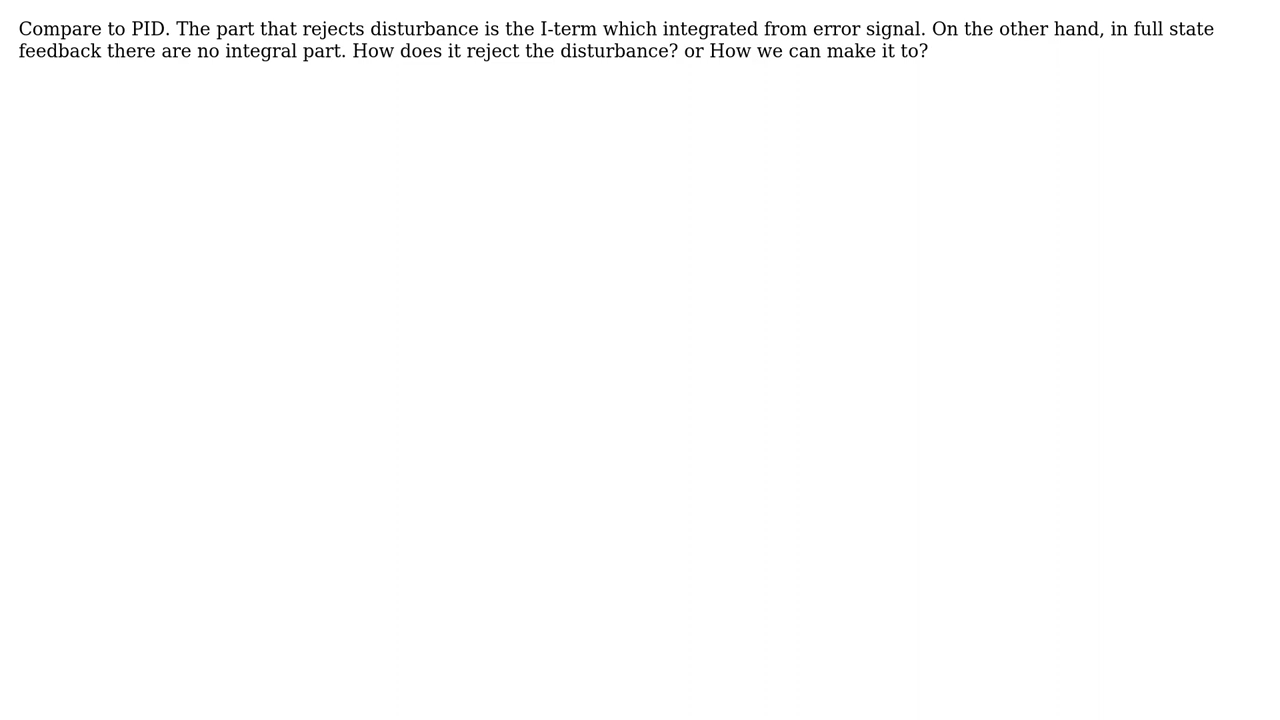 Compare to PID. The part that rejects disturbance is the I-term which integrated from error signal. On the other hand, in full state
feedback there are no integral part. How does it reject the disturbance? or How we can make it to?